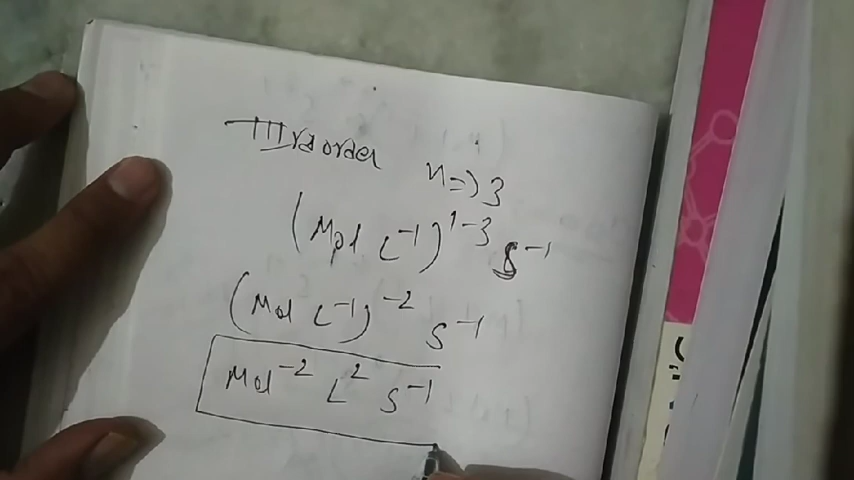 IIIrd order n => 3
(Mol L⁻¹)¹⁻³ S⁻¹
(Mol L⁻¹)⁻² S⁻¹
Mol⁻² L² S⁻¹